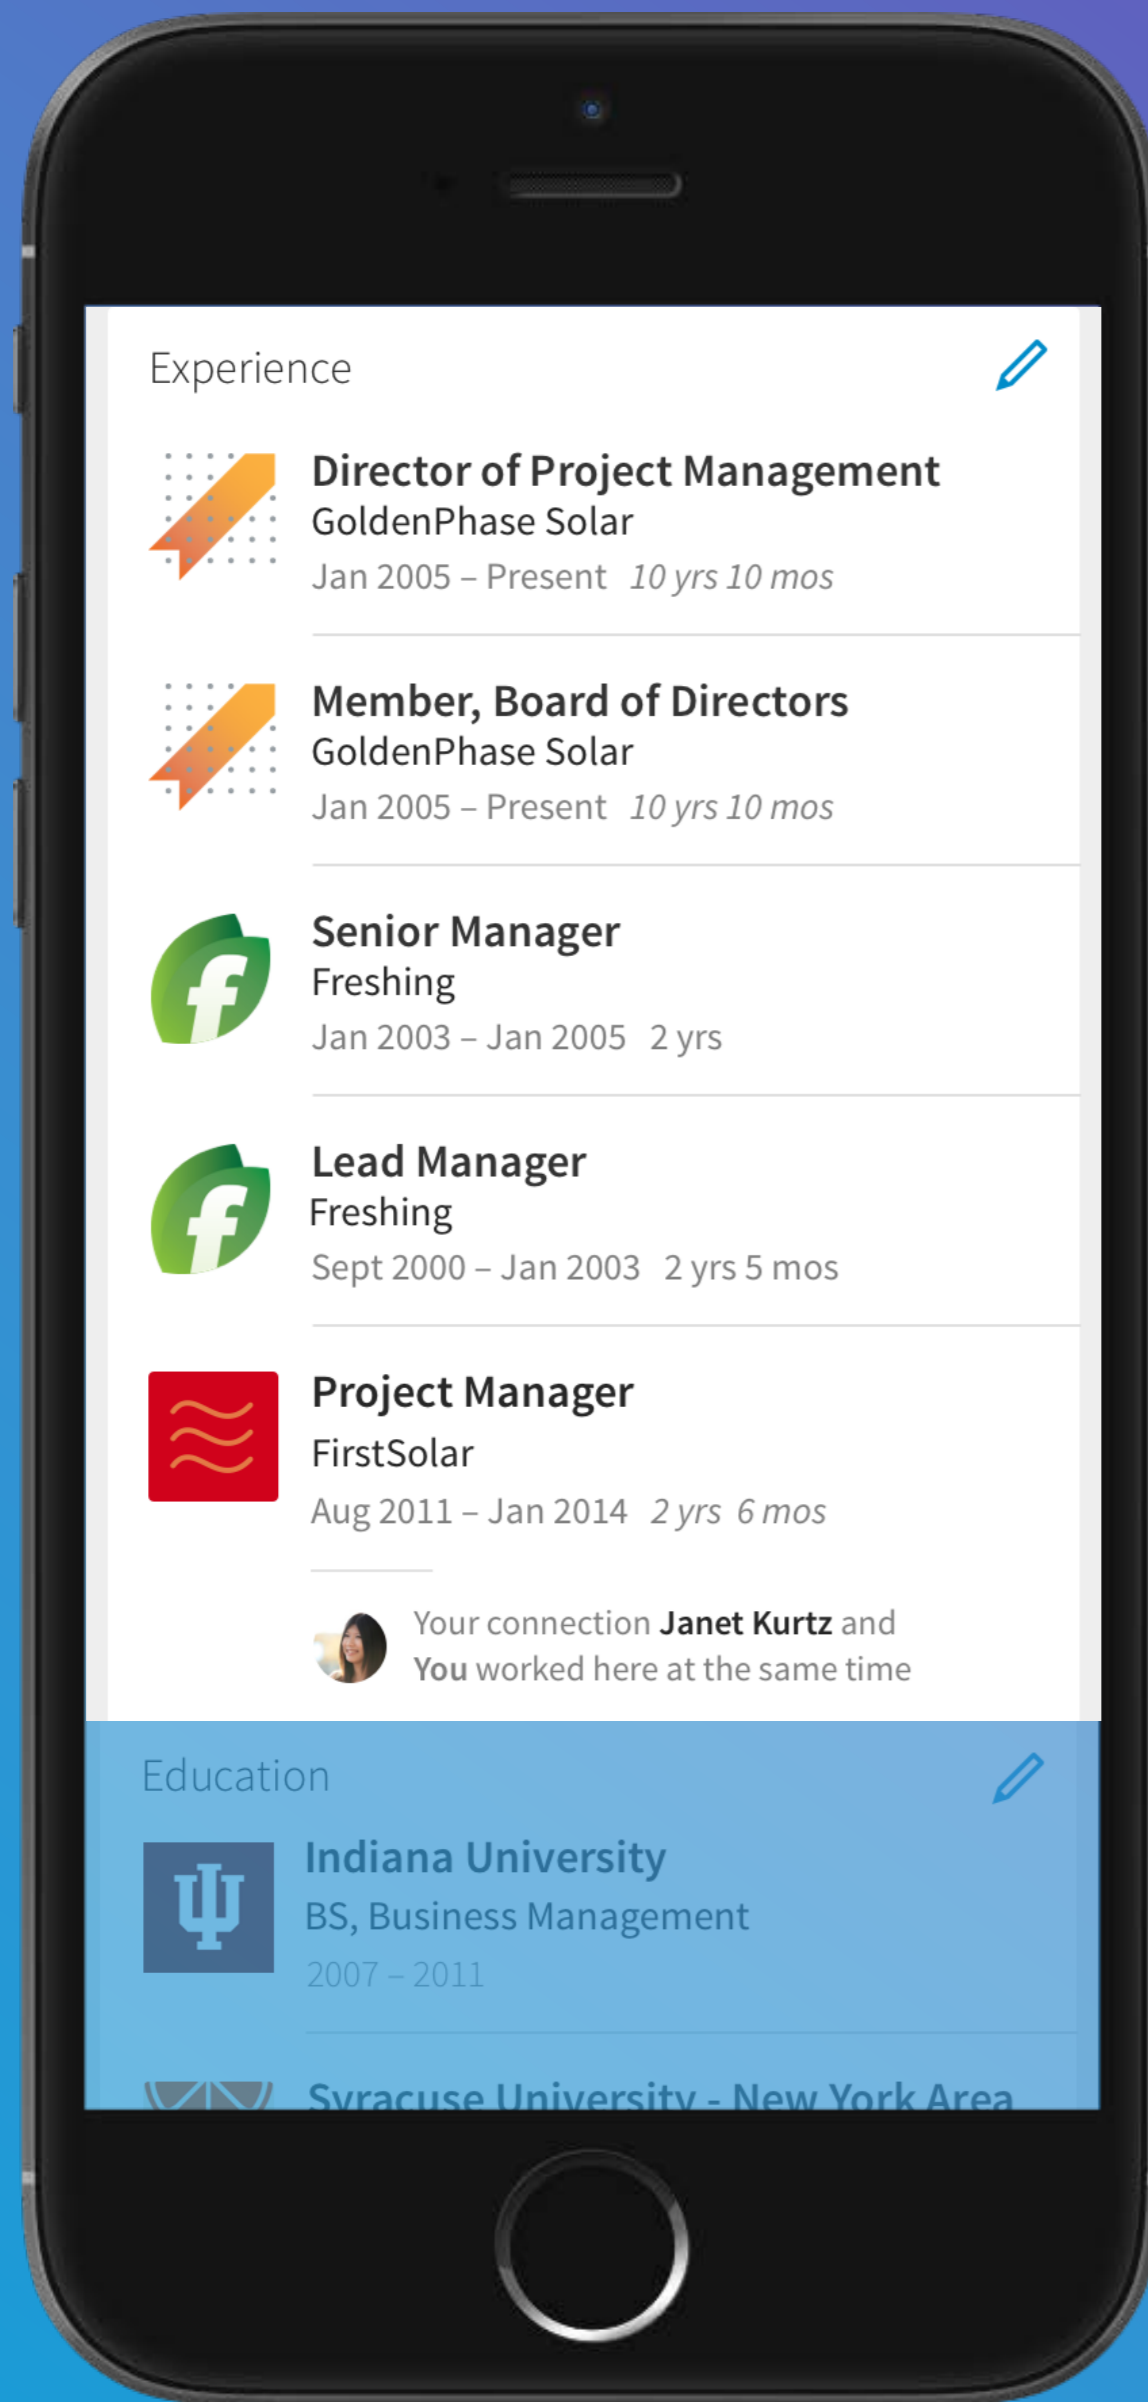 Experience
Director of Project Management
GoldenPhase Solar
Jan 2005 – Present 10 yrs 10 mos
Member, Board of Directors
GoldenPhase Solar
Jan 2005 – Present 10 yrs 10 mos
f
Senior Manager
Freshing
Jan 2003 – Jan 2005 2 yrs
f
Lead Manager
Freshing
Sept 2000 – Jan 2003 2 yrs 5 mos
Project Manager
FirstSolar
Aug 2011 – Jan 2014 2 yrs 6 mos
Your connection Janet Kurtz and
You worked here at the same time
Education
Indiana University
BS, Business Management
2007 – 2011
Syracuse University - New York Area